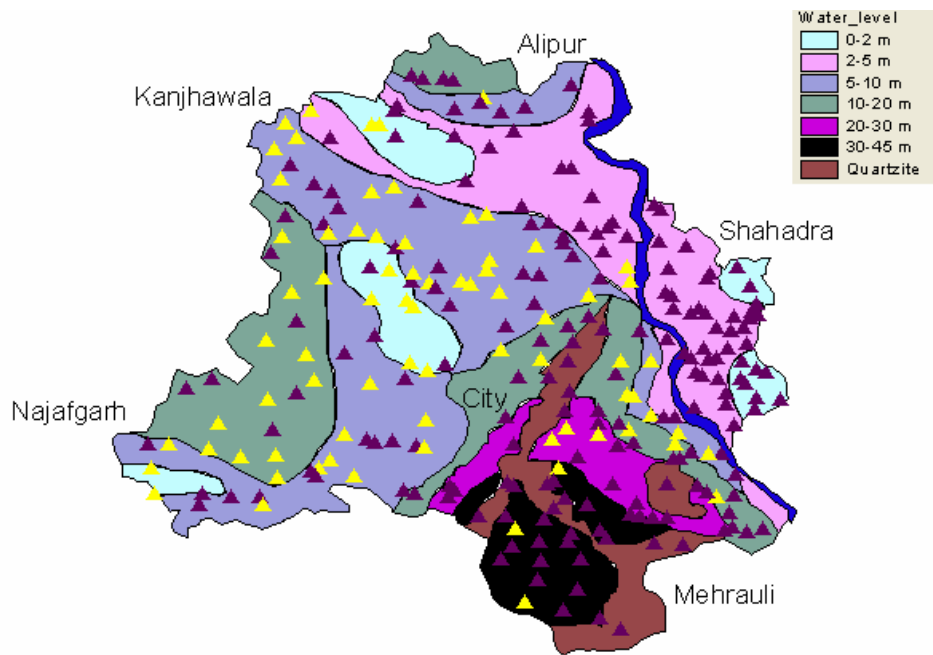 Water_level
0-2 m
2-5 m
5-10 m
10-20 m
20-30 m
30-45 m
Quartzite
Alipur
Kanjhawala
Shahadra
Najafgarh
City
Mehrauli